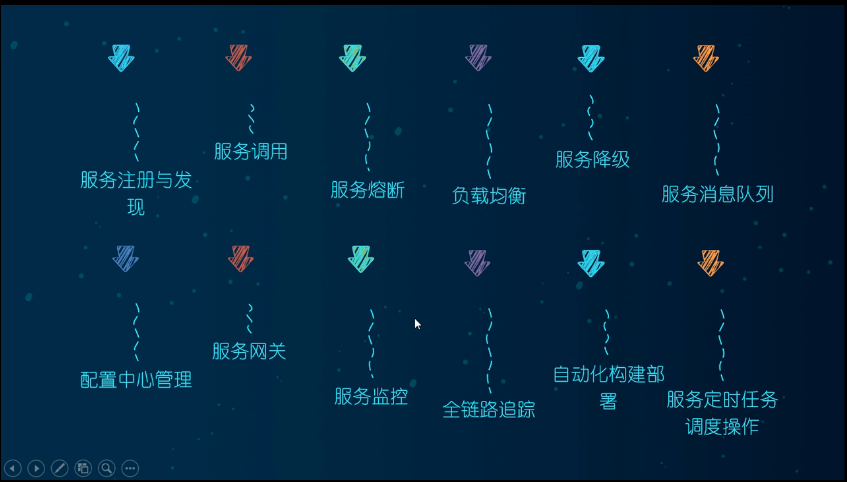 服务注册与发
现
服务调用
服务熔断
负载均衡
服务降级
服务消息队列
配置中心管理
服务网关
服务监控
全链路追踪
自动化构建部
署
服务定时任务
调度操作